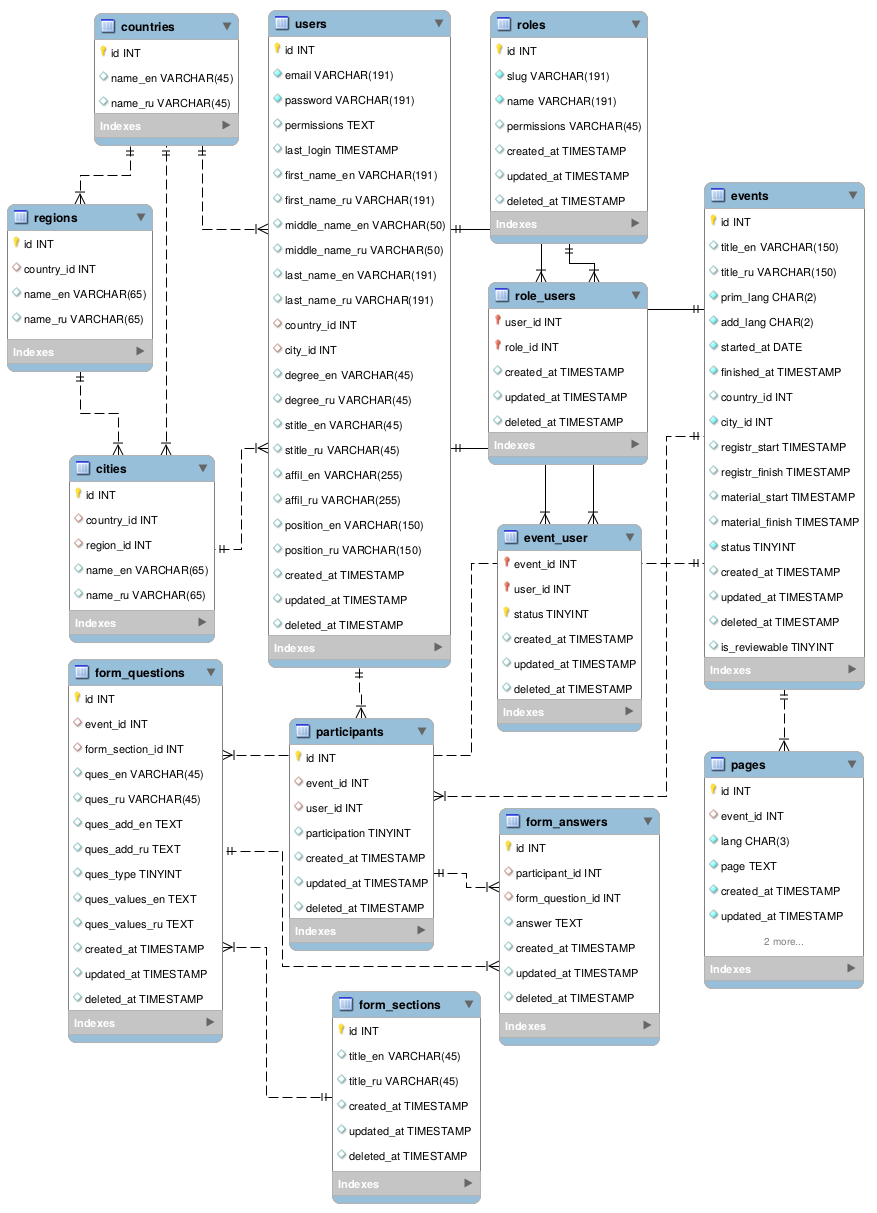 countries
id INT
name_en VARCHAR(45)
name_ru VARCHAR(45)
Indexes
users
id INT
email VARCHAR(191)
password VARCHAR(191)
permissions TEXT
last_login TIMESTAMP
first_name_en VARCHAR(191)
first_name_ru VARCHAR(191)
middle_name_en VARCHAR(50)
middle_name_ru VARCHAR(50)
last_name_en VARCHAR(191)
last_name_ru VARCHAR(191)
country_id INT
city_id INT
degree_en VARCHAR(45)
degree_ru VARCHAR(45)
stitle_en VARCHAR(45)
stitle_ru VARCHAR(45)
affil_en VARCHAR(255)
affil_ru VARCHAR(255)
position_en VARCHAR(150)
position_ru VARCHAR(150)
created_at TIMESTAMP
updated_at TIMESTAMP
deleted_at TIMESTAMP
Indexes
roles
id INT
slug VARCHAR(191)
name VARCHAR(191)
permissions VARCHAR(45)
created_at TIMESTAMP
updated_at TIMESTAMP
deleted_at TIMESTAMP
Indexes
events
id INT
title_en VARCHAR(150)
title_ru VARCHAR(150)
prim_lang CHAR(2)
add_lang CHAR(2)
started_at DATE
finished_at TIMESTAMP
country_id INT
city_id INT
registr_start TIMESTAMP
registr_finish TIMESTAMP
material_start TIMESTAMP
material_finish TIMESTAMP
status TINYINT
created_at TIMESTAMP
updated_at TIMESTAMP
deleted_at TIMESTAMP
is_reviewable TINYINT
Indexes
regions
id INT
country_id INT
name_en VARCHAR(65)
name_ru VARCHAR(65)
Indexes
role_users
user_id INT
role_id INT
created_at TIMESTAMP
updated_at TIMESTAMP
deleted_at TIMESTAMP
Indexes
cities
id INT
country_id INT
region_id INT
name_en VARCHAR(65)
name_ru VARCHAR(65)
Indexes
event_user
event_id INT
user_id INT
status TINYINT
created_at TIMESTAMP
updated_at TIMESTAMP
deleted_at TIMESTAMP
Indexes
form_questions
id INT
event_id INT
form_section_id INT
ques_en VARCHAR(45)
ques_ru VARCHAR(45)
ques_add_en TEXT
ques_add_ru TEXT
ques_type TINYINT
ques_values_en TEXT
ques_values_ru TEXT
created_at TIMESTAMP
updated_at TIMESTAMP
deleted_at TIMESTAMP
Indexes
participants
id INT
event_id INT
user_id INT
participation TINYINT
created_at TIMESTAMP
updated_at TIMESTAMP
deleted_at TIMESTAMP
Indexes
pages
id INT
event_id INT
lang CHAR(3)
page TEXT
created_at TIMESTAMP
updated_at TIMESTAMP
2 more...
Indexes
form_answers
id INT
participant_id INT
form_question_id INT
answer TEXT
created_at TIMESTAMP
updated_at TIMESTAMP
deleted_at TIMESTAMP
Indexes
form_sections
id INT
title_en VARCHAR(45)
title_ru VARCHAR(45)
created_at TIMESTAMP
updated_at TIMESTAMP
deleted_at TIMESTAMP
Indexes